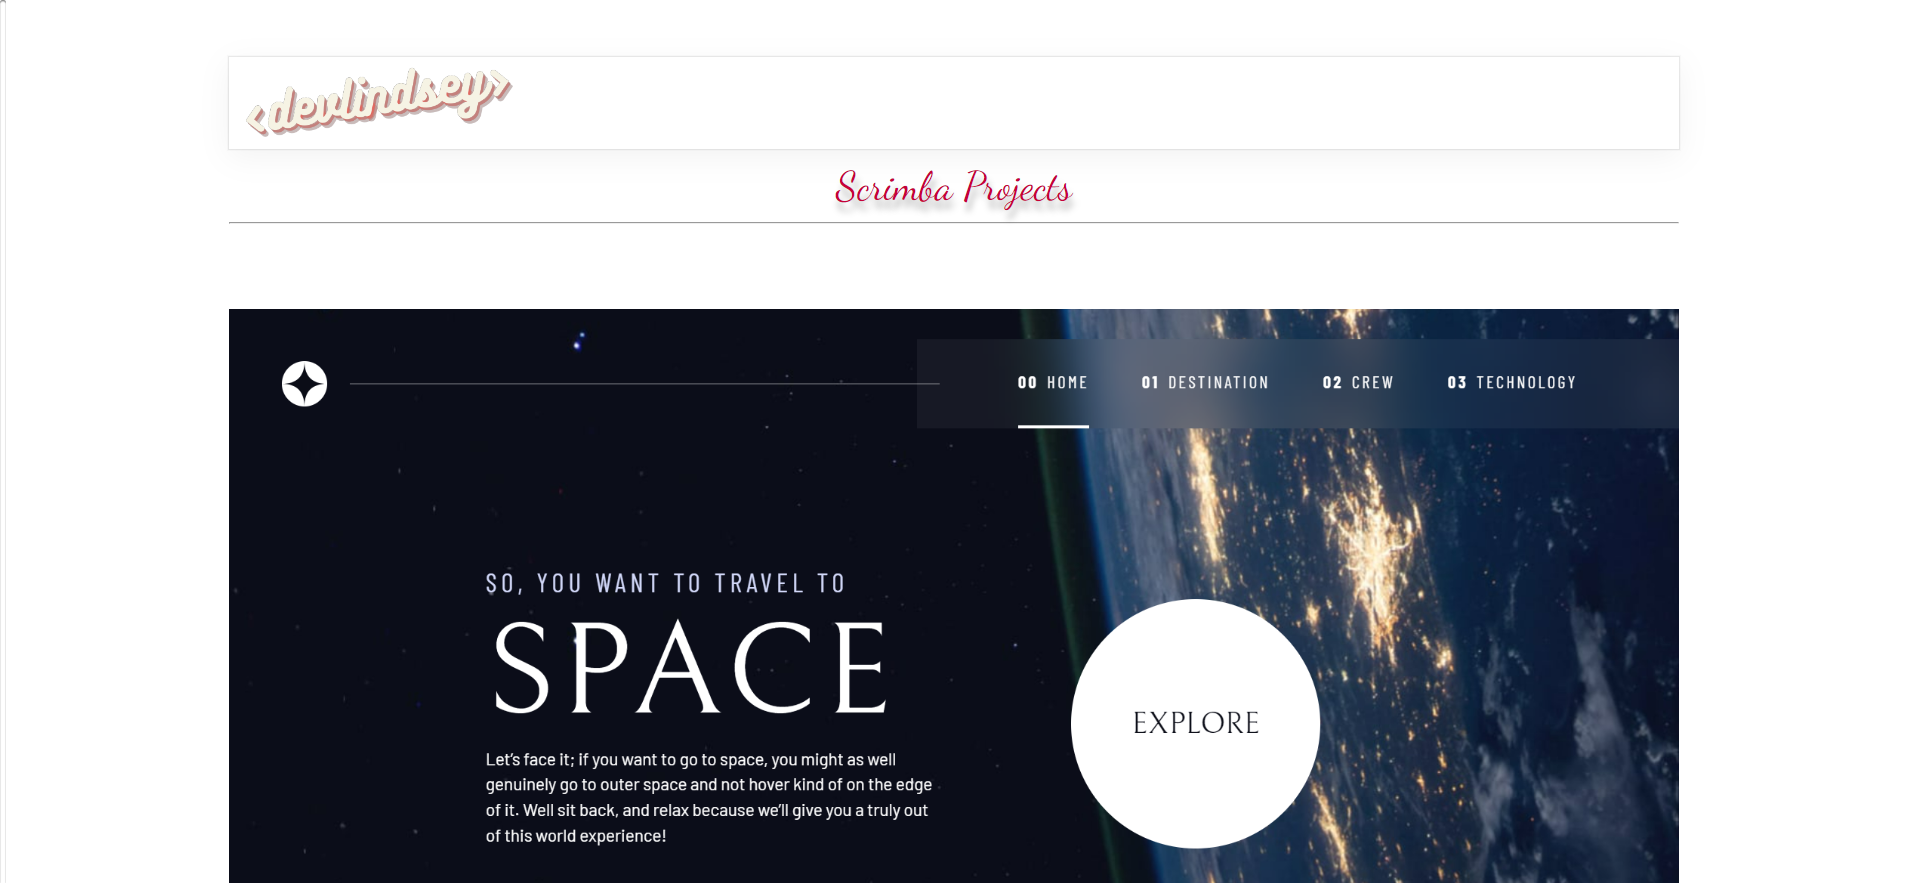 <devlindsey>
Scrimba Projects
00 HOME 01 DESTINATION 02 CREW 03 TECHNOLOGY
SO, YOU WANT TO TRAVEL TO
SPACE
EXPLORE
Let’s face it; if you want to go to space, you might as well
genuinely go to outer space and not hover kind of on the edge
of it. Well sit back, and relax because we’ll give you a truly out
of this world experience!